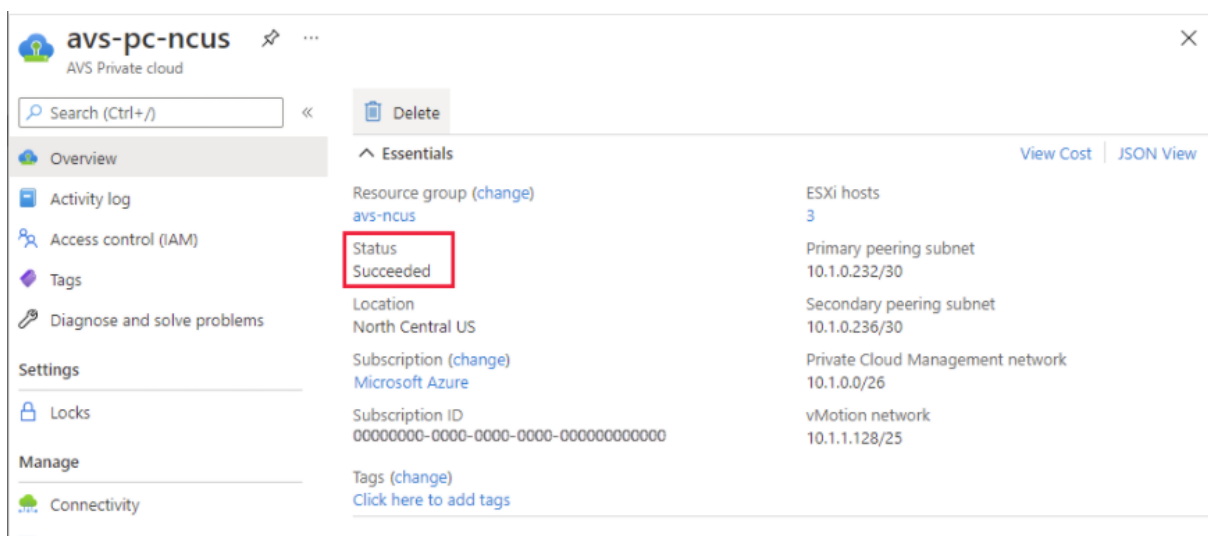 avs-pc-ncus
AVS Private cloud
Search (Ctrl+/)
Overview
Activity log
Access control (IAM)
Tags
Diagnose and solve problems
Settings
Locks
Manage
Connectivity
Delete
Essentials
View Cost
JSON View
Resource group (change)
avs-ncus
Status
Succeeded
Location
North Central US
Subscription (change)
Microsoft Azure
Subscription ID
00000000-0000-0000-0000-000000000000
Tags (change)
Click here to add tags
ESXi hosts
3
Primary peering subnet
10.1.0.232/30
Secondary peering subnet
10.1.0.236/30
Private Cloud Management network
10.1.0.0/26
vMotion network
10.1.1.128/25